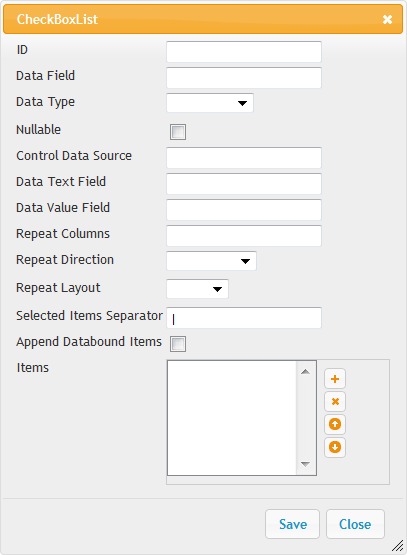 CheckBoxList
ID
Data Field
Data Type
Nullable
Control Data Source
Data Text Field
Data Value Field
Repeat Columns
Repeat Direction
Repeat Layout
Selected Items Separator |
Append Databound Items
Items
Save Close